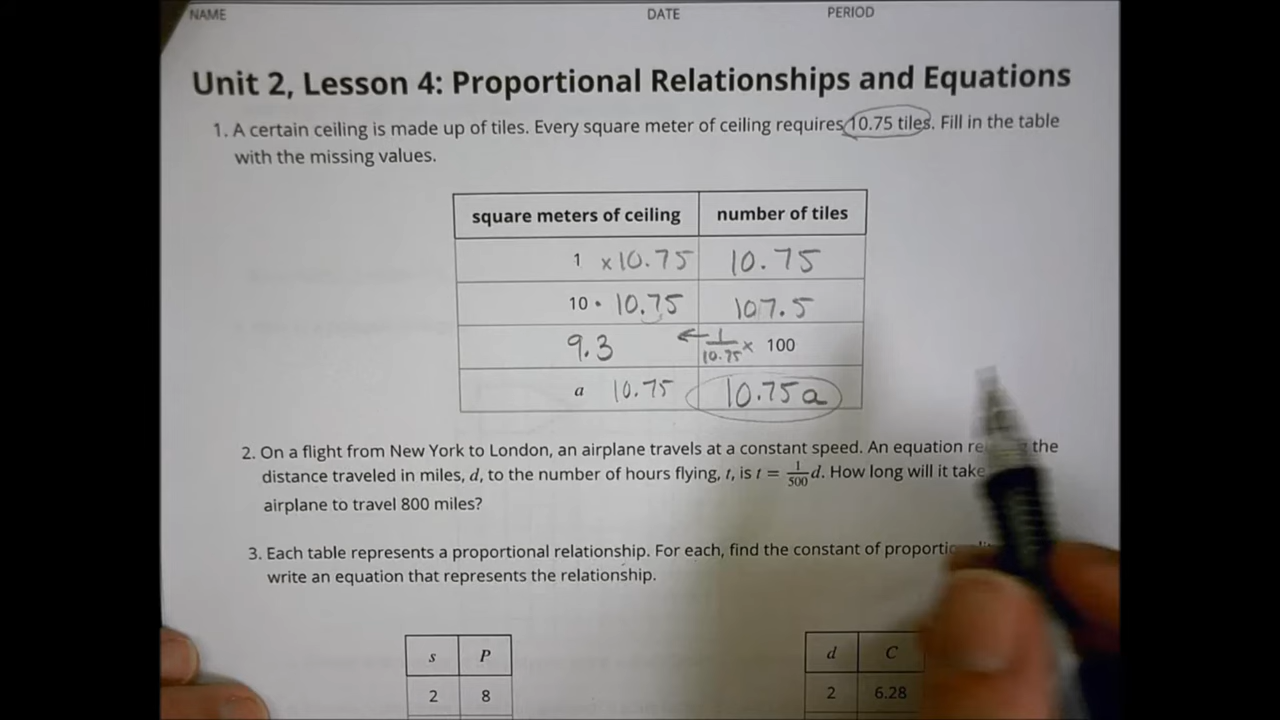 NAME DATE PERIOD
Unit 2, Lesson 4: Proportional Relationships and Equations
1. A certain ceiling is made up of tiles. Every square meter of ceiling requires 10.75 tiles. Fill in the table
with the missing values.
square meters of ceiling number of tiles
1 x10.75 10.75
10 • 10.75 107.5
9.3 ← 1/10.75 x 100
a 10.75 10.75a
2. On a flight from New York to London, an airplane travels at a constant speed. An equation the
distance traveled in miles, d, to the number of hours flying, t, is t = 1/500 d. How long will it take
airplane to travel 800 miles?
3. Each table represents a proportional relationship. For each, find the constant of
write an equation that represents the relationship.
s P d C
2 8 2 6.28